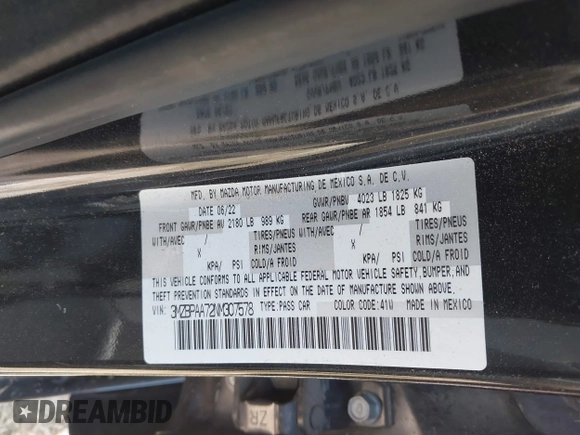 MFD. BY MAZDA MOTOR MANUFACTURING DE MEXICO S.A. DE C.V.
DATE 06/22 GVWR/PNBV 4023 LB 1825 KG
FRONT GAWR/PNBE AV 2180 LB 989 KG REAR GAWR/PNBE AR 1854 LB 841 KG
WITH/AVEC / TIRES/PNEUS WITH/AVEC / TIRES/PNEUS
X RIMS/JANTES X RIMS/JANTES
KPA/ PSI COLD/A FROID KPA/ PSI COLD/A FROID
THIS VEHICLE CONFORMS TO ALL APPLICABLE FEDERAL MOTOR VEHICLE SAFETY, BUMPER, AND
THEFT PREVENTION STANDARDS IN EFFECT ON THE DATE OF MANUFACTURE SHOWN ABOVE.
VIN: 3MZBPAA72NM307578 TYPE:PASS CAR COLOR CODE:41W MADE IN MEXICO
ZR
DREAMBID